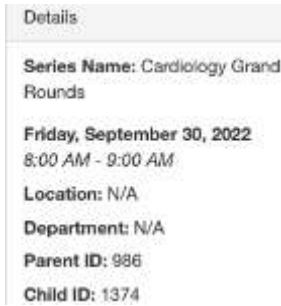 Details
Series Name: Cardiology Grand
Rounds
Friday, September 30, 2022
8:00 AM - 9:00 AM
Location: N/A
Department: N/A
Parent ID: 986
Child ID: 1374